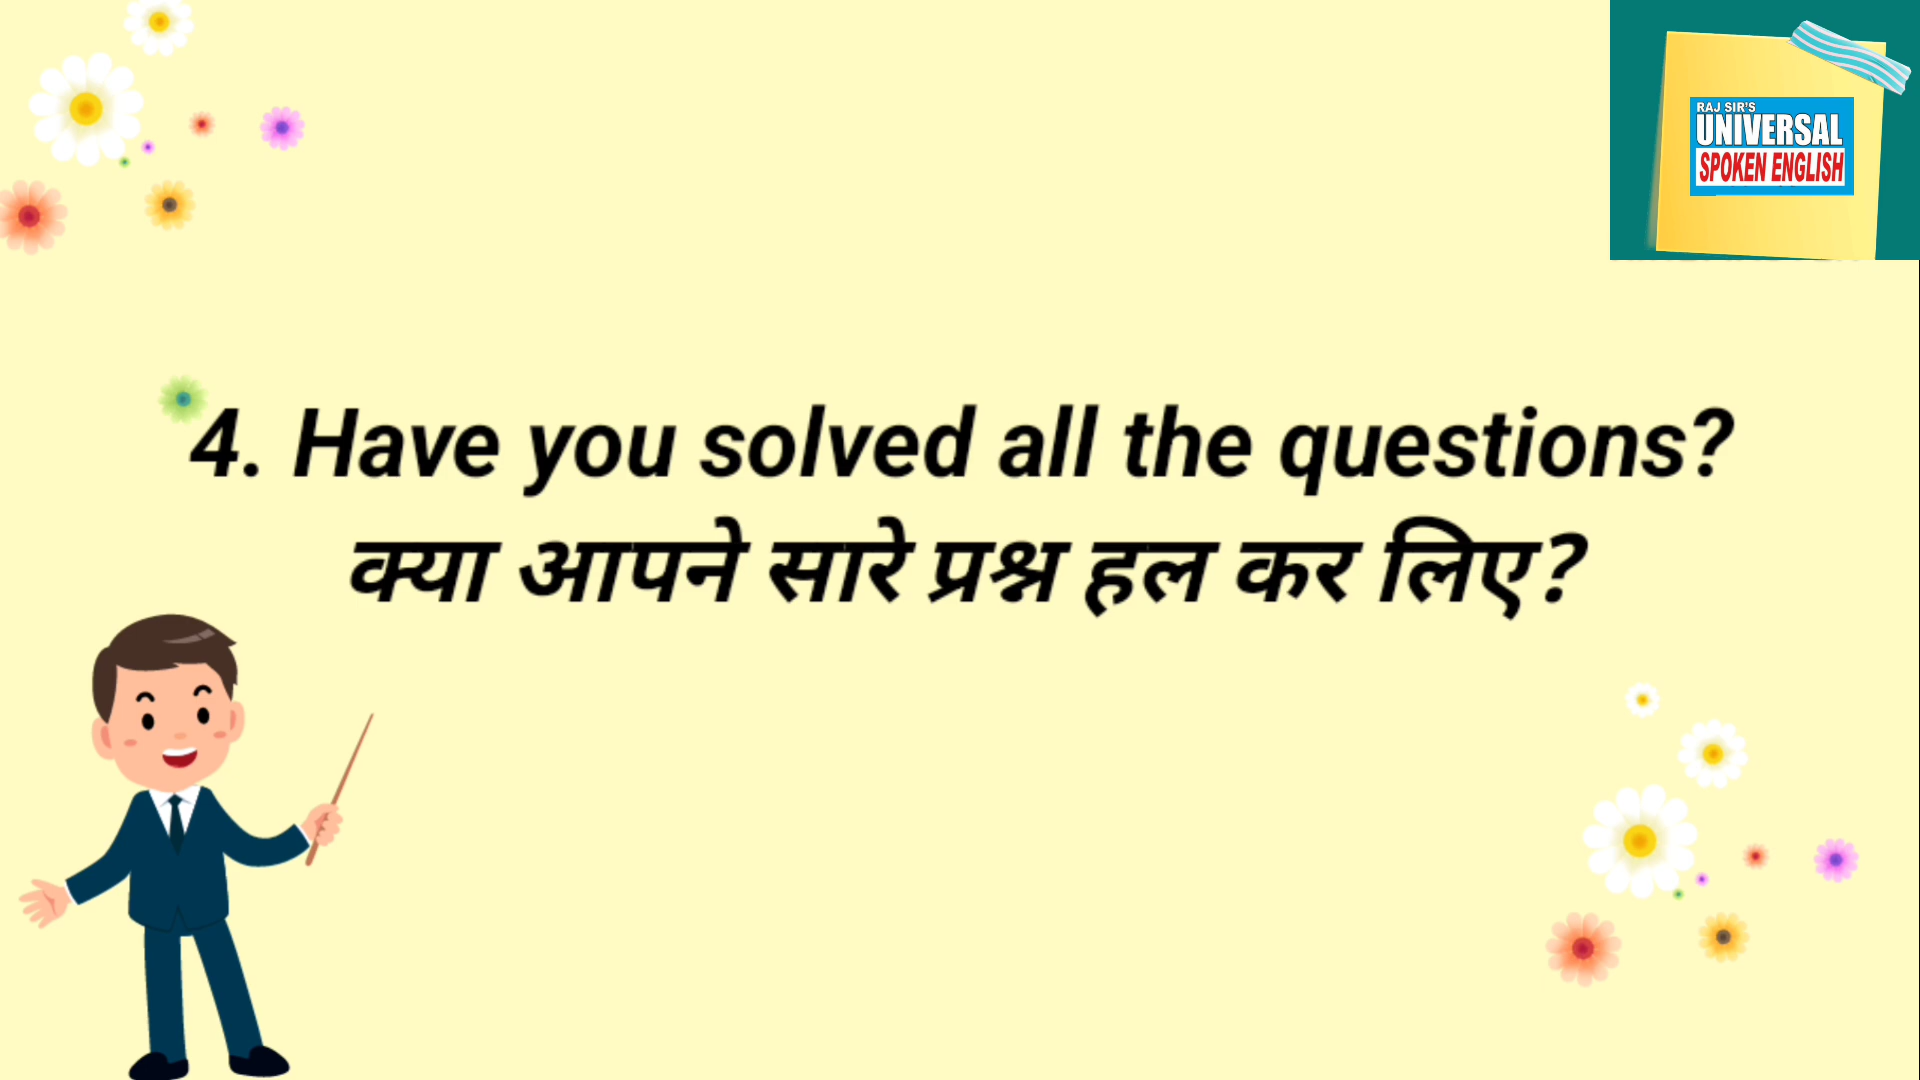 RAJ SIR'S
UNIVERSAL
SPOKEN ENGLISH
4. Have you solved all the questions?
क्या आपने सारे प्रश्न हल कर लिए?